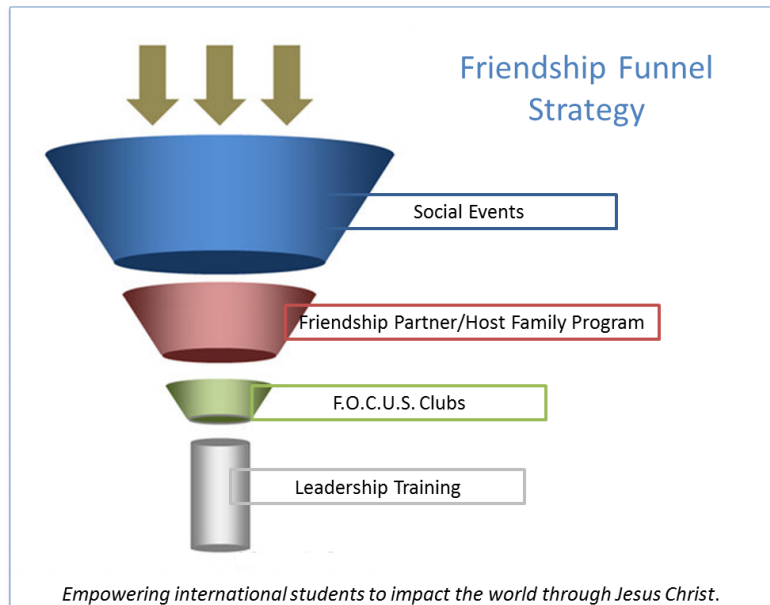 Friendship Funnel
Strategy
Social Events
Friendship Partner/Host Family Program
F.O.C.U.S. Clubs
Leadership Training
Empowering international students to impact the world through Jesus Christ.